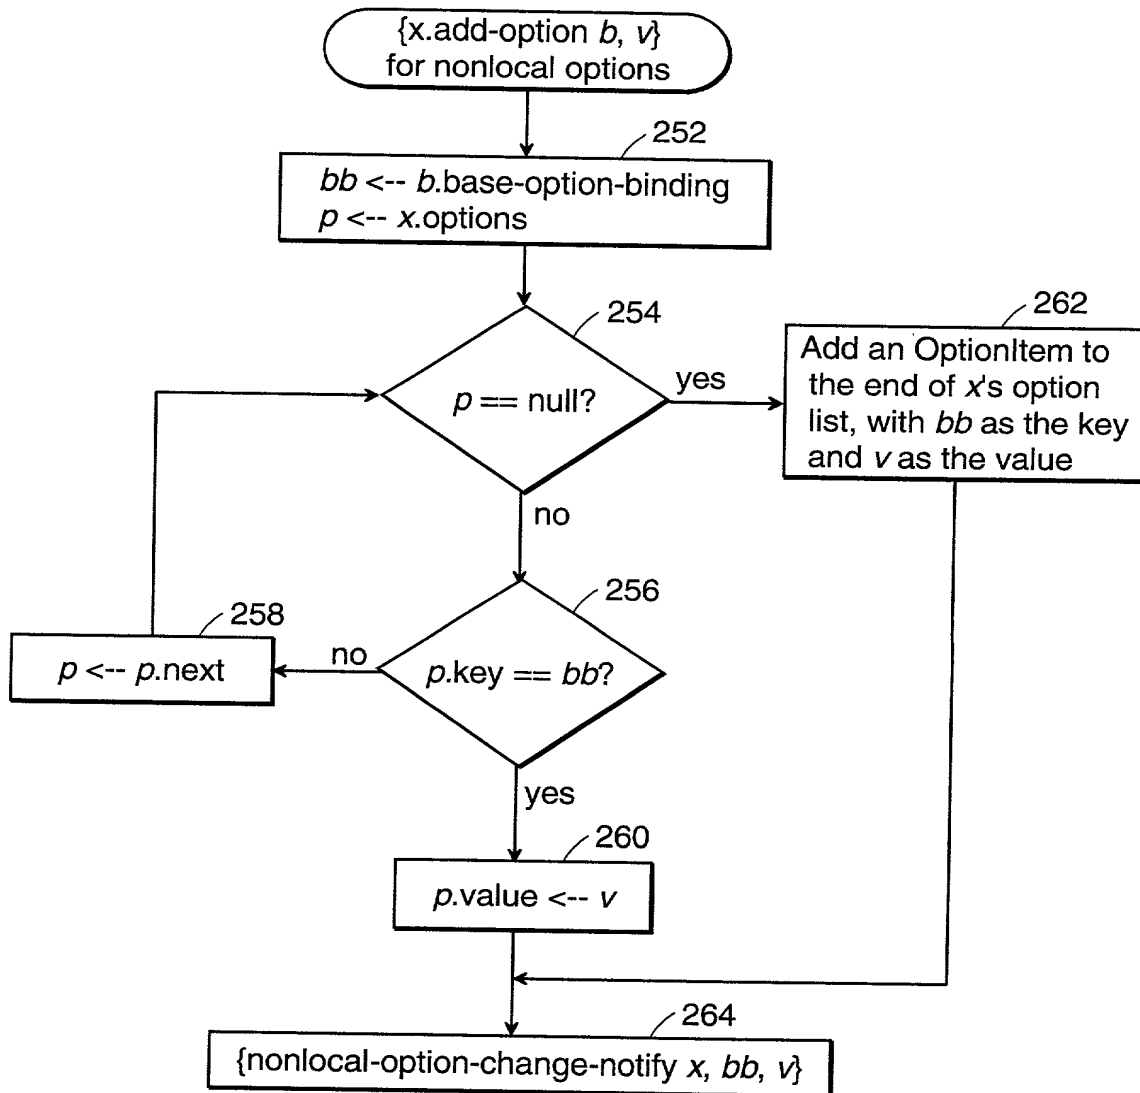 {x.add-option b, v}
for nonlocal options
252
bb <-- b.base-option-binding
p <-- x.options
254
p == null?
yes
262
Add an OptionItem to
the end of x's option
list, with bb as the key
and v as the value
no
256
p.key == bb?
no
258
p <-- p.next
yes
260
p.value <-- v
264
{nonlocal-option-change-notify x, bb, v}